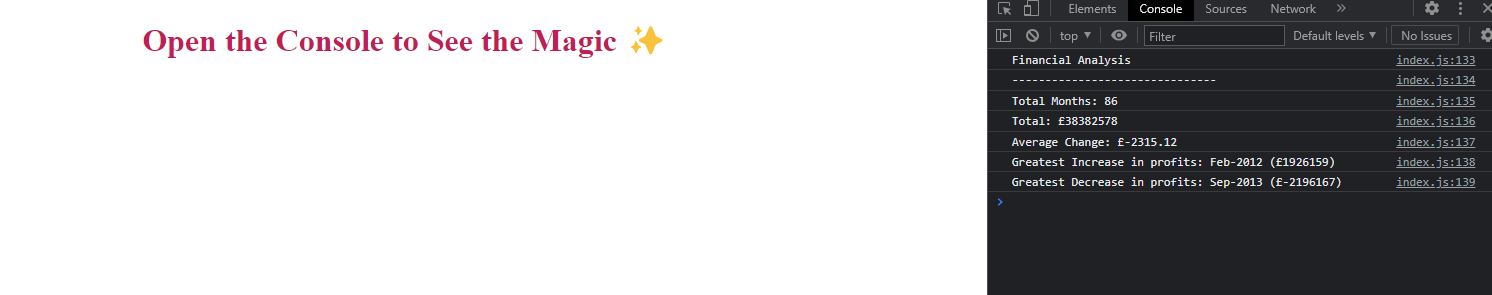 Open the Console to See the Magic ✨
Elements Console Sources Network »
top ▼ Filter Default levels ▼ No Issues
Financial Analysis index.js:133
------------------------------- index.js:134
Total Months: 86 index.js:135
Total: £38382578 index.js:136
Average Change: £-2315.12 index.js:137
Greatest Increase in profits: Feb-2012 (£1926159) index.js:138
Greatest Decrease in profits: Sep-2013 (£-2196167) index.js:139
>